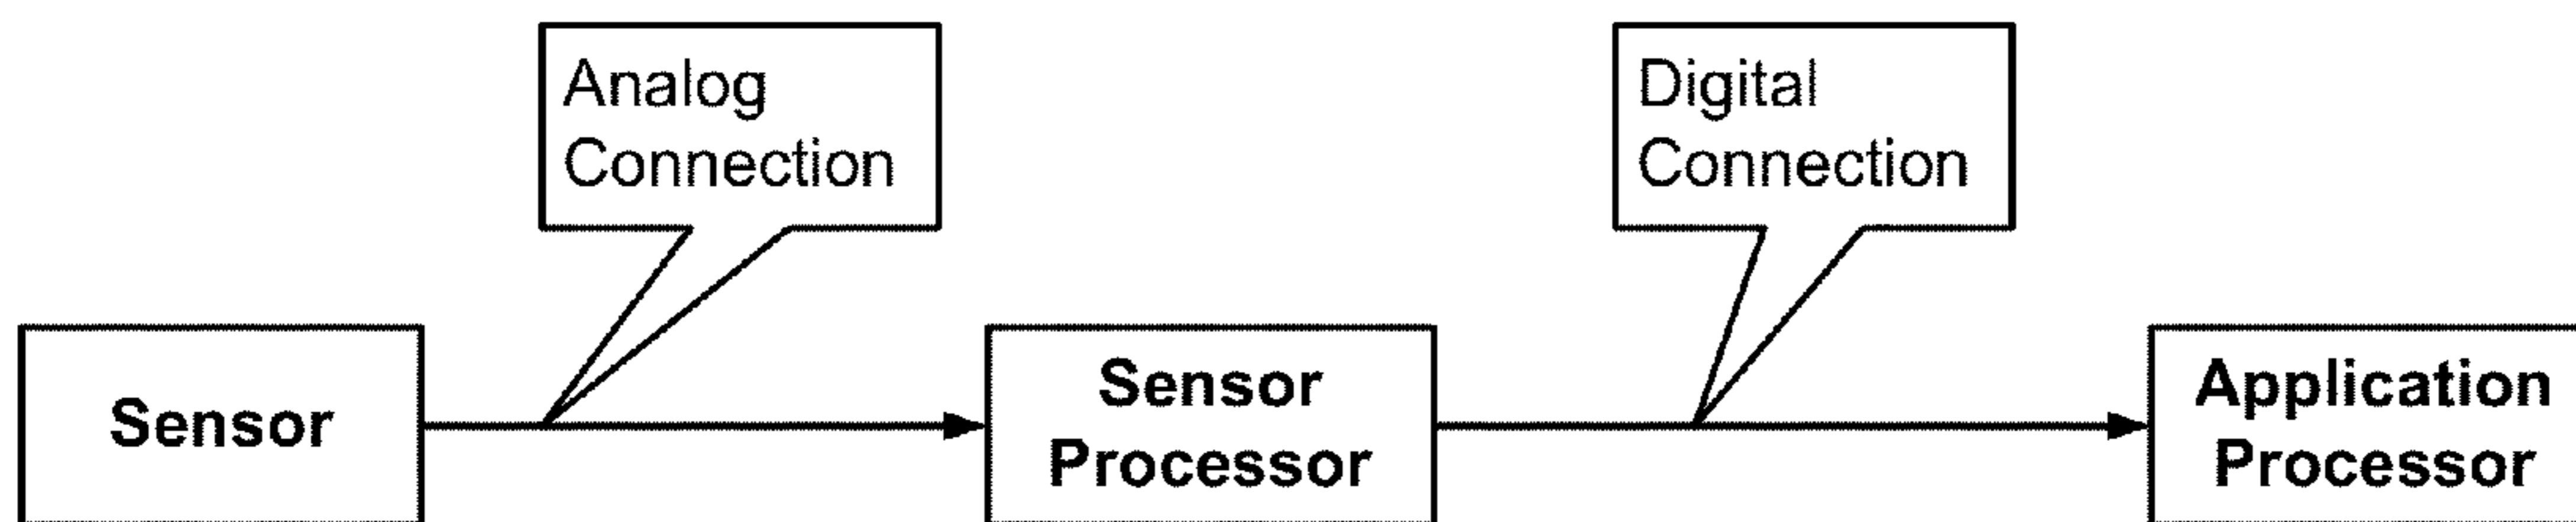 Analog
Connection
Digital
Connection
Sensor
Sensor
Processor
Application
Processor